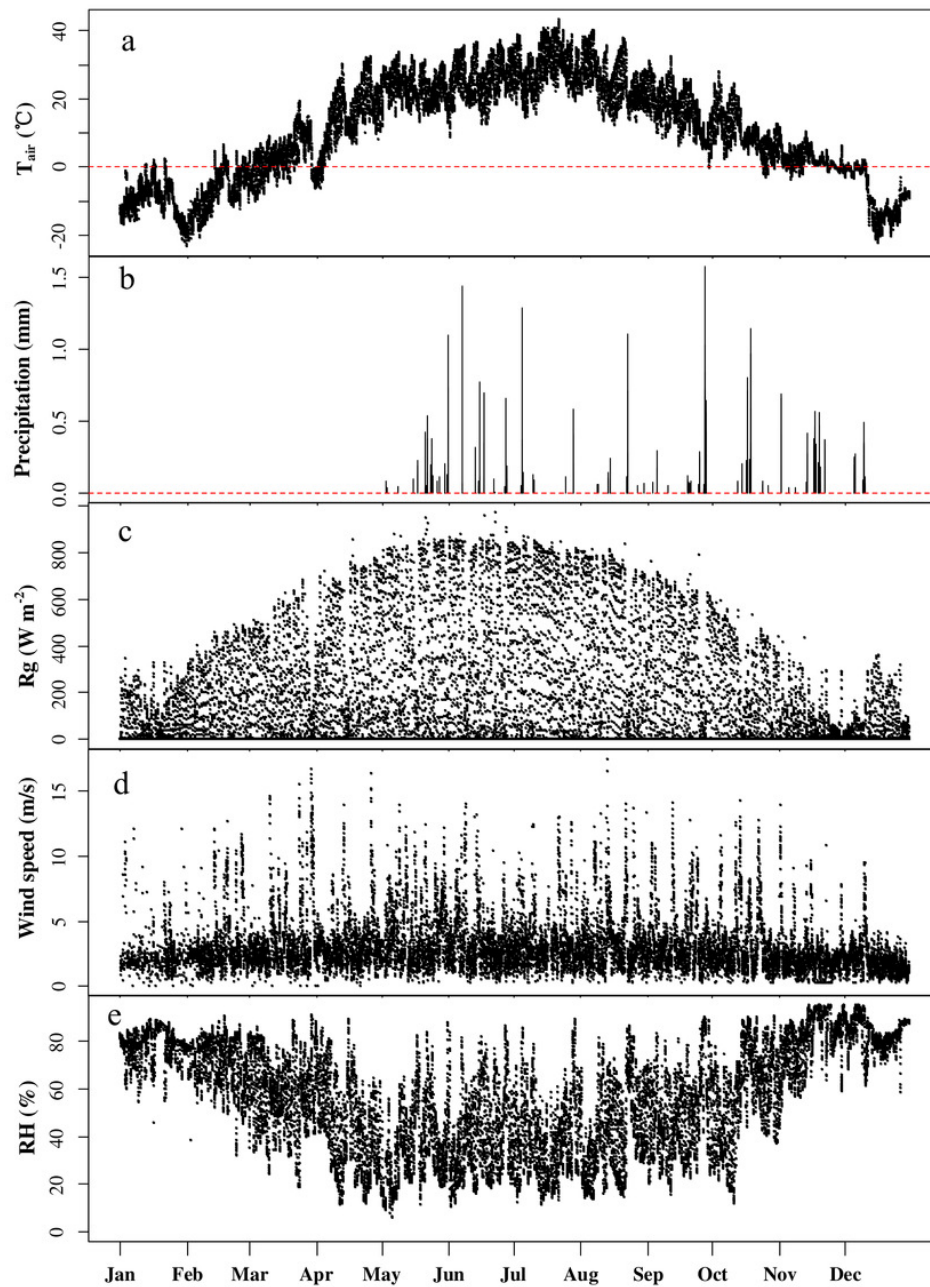 a
T_air (℃)
-20 0 20 40
b
Precipitation (mm)
0.0 0.5 1.0 1.5
c
Rg (W m⁻²)
0 200 400 600 800
d
Wind speed (m/s)
0 5 10 15
e
RH (%)
0 20 40 60 80
Jan Feb Mar Apr May Jun Jul Aug Sep Oct Nov Dec